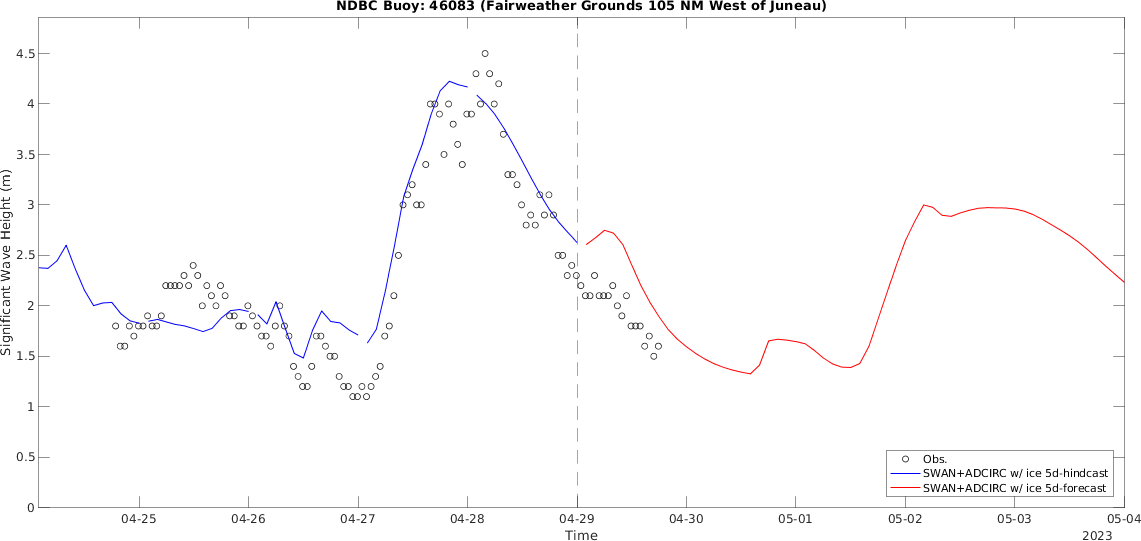 NDBC Buoy: 46083 (Fairweather Grounds 105 NM West of Juneau)
Significant Wave Height (m)
4.5
4
3.5
3
2.5
2
1.5
1
0.5
0
04-25 04-26 04-27 04-28 04-29 04-30 05-01 05-02 05-03 05-04
Time
2023
Obs.
SWAN+ADCIRC w/ ice 5d-hindcast
SWAN+ADCIRC w/ ice 5d-forecast